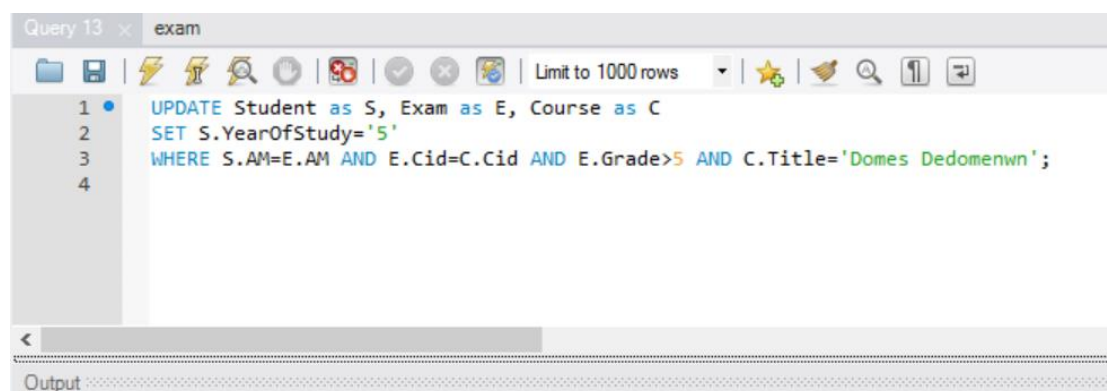 Query 13 × exam
Limit to 1000 rows
1 UPDATE Student as S, Exam as E, Course as C
2 SET S.YearOfStudy='5'
3 WHERE S.AM=E.AM AND E.Cid=C.Cid AND E.Grade>5 AND C.Title='Domes Dedomenwn';
4
Output